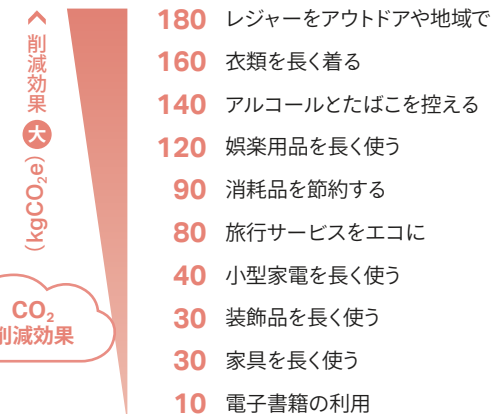 削減効果 大 (kgCO₂e)
180 レジャーをアウトドアや地域で
160 衣類を長く着る
140 アルコールとたばこを控える
120 娯楽用品を長く使う
90 消耗品を節約する
80 旅行サービスをエコに
40 小型家電を長く使う
30 装飾品を長く使う
30 家具を長く使う
10 電子書籍の利用
CO₂
削減効果